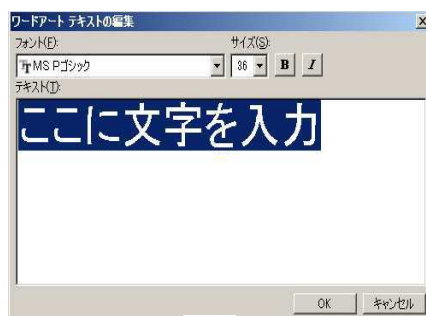 ワードアート テキストの編集
フォント(F):
サイズ(S):
MS Pゴシック
36
B
I
テキスト(T):
ここに文字を入力
OK
キャンセル